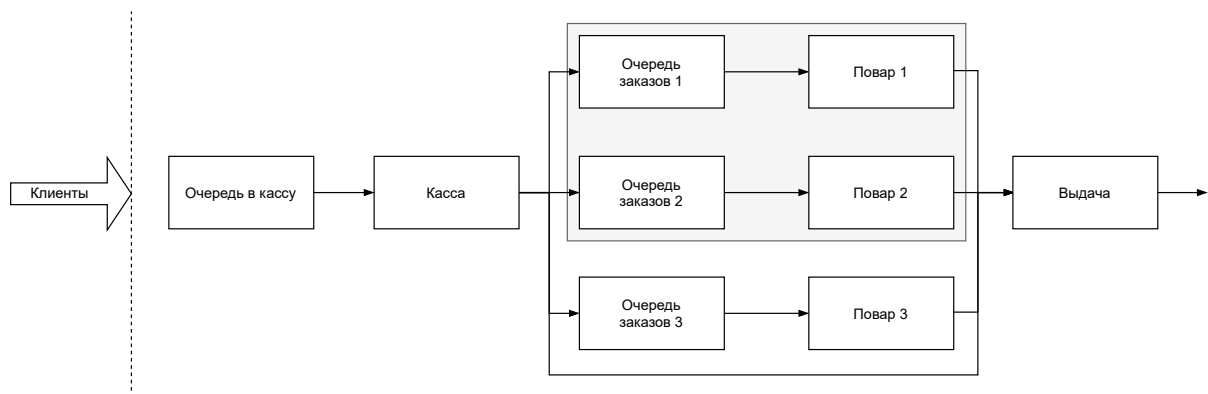 Клиенты
Очередь в кассу
Касса
Очередь
заказов 1
Повар 1
Очередь
заказов 2
Повар 2
Очередь
заказов 3
Повар 3
Выдача